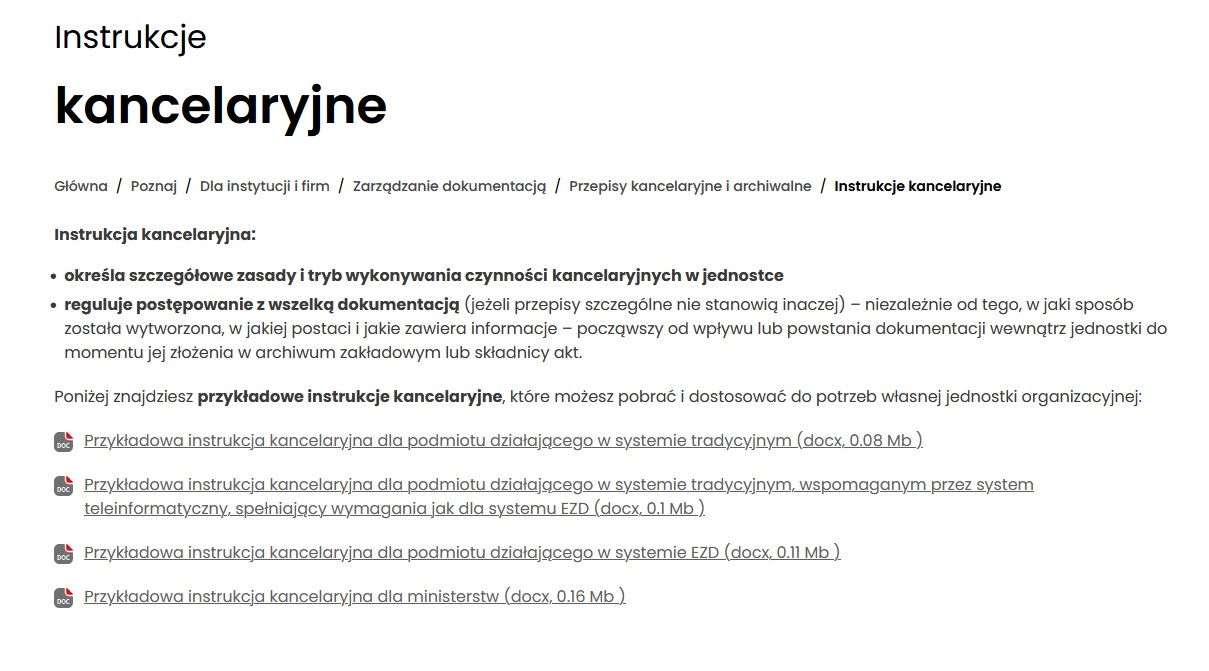 Instrukcje
kancelaryjne
Główna / Poznaj / Dla instytucji i firm / Zarządzanie dokumentacją / Przepisy kancelaryjne i archiwalne / Instrukcje kancelaryjne
Instrukcja kancelaryjna:
• określa szczegółowe zasady i tryb wykonywania czynności kancelaryjnych w jednostce
• reguluje postępowanie z wszelką dokumentacją (jeżeli przepisy szczególne nie stanowią inaczej) – niezależnie od tego, w jaki sposób
została wytworzona, w jakiej postaci i jakie zawiera informacje – począwszy od wpływu lub powstania dokumentacji wewnątrz jednostki do
momentu jej złożenia w archiwum zakładowym lub składnicy akt.
Poniżej znajdziesz przykładowe instrukcje kancelaryjne, które możesz pobrać i dostosować do potrzeb własnej jednostki organizacyjnej:
DOC Przykładowa instrukcja kancelaryjna dla podmiotu działającego w systemie tradycyjnym (docx, 0.08 Mb )
DOC Przykładowa instrukcja kancelaryjna dla podmiotu działającego w systemie tradycyjnym, wspomaganym przez system
teleinformatyczny, spełniający wymagania jak dla systemu EZD (docx, 0.1 Mb )
DOC Przykładowa instrukcja kancelaryjna dla podmiotu działającego w systemie EZD (docx, 0.11 Mb )
DOC Przykładowa instrukcja kancelaryjna dla ministerstw (docx, 0.16 Mb )